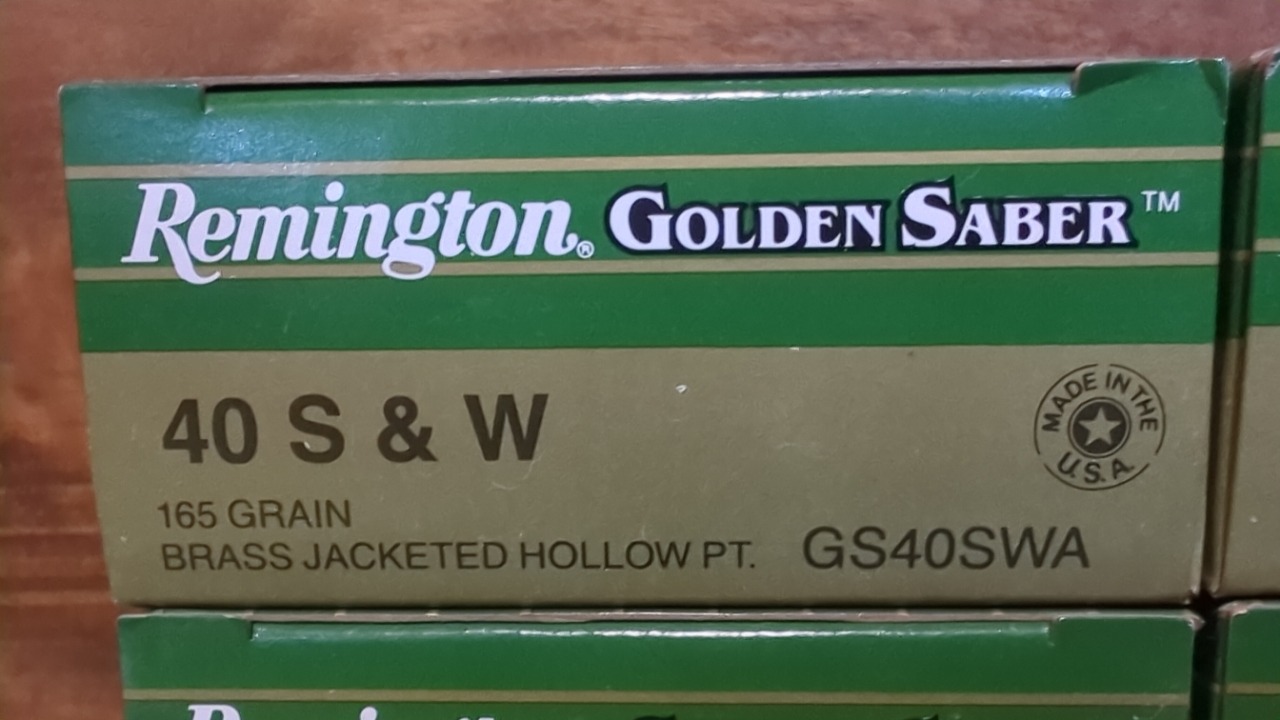 Remington® GOLDEN SABER™
40 S & W
MADE IN THE
U.S.A.
165 GRAIN
BRASS JACKETED HOLLOW PT. GS40SWA